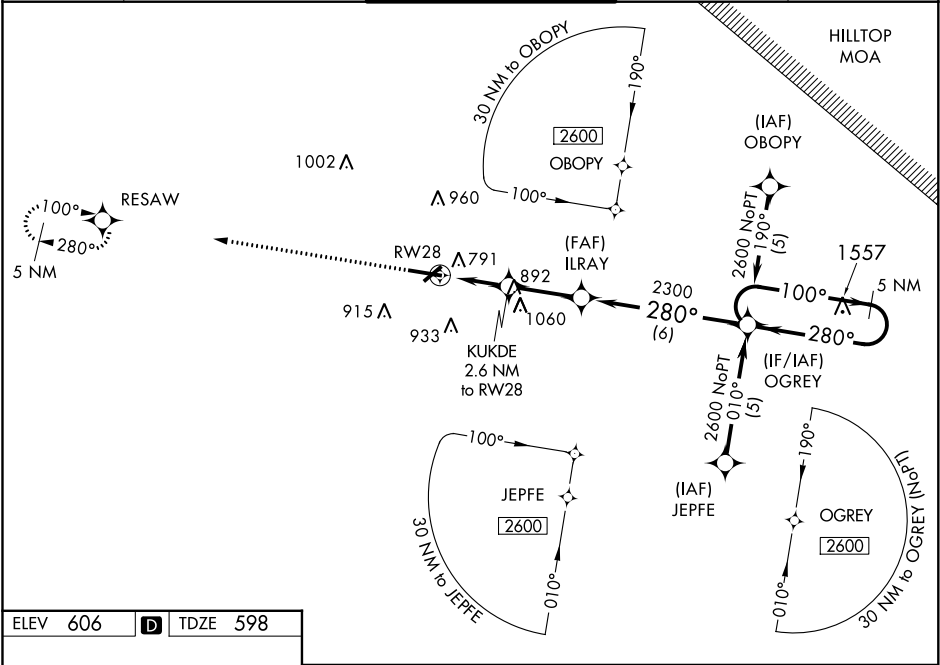 HILLTOP
MOA
30 NM to OBOPY
190°
2600
OBOPY
100°
(IAF)
OBOPY
2600 NoPT
190°
(5)
1002
960
RESAW
100°
280°
5 NM
RW28
791
892
(FAF)
ILRAY
1557
5 NM
100°
2300
280°
(6)
280°
915
933
1060
KUKDE
2.6 NM
to RW28
(IF/IAF)
OGREY
2600 NoPT
010°
(5)
(IAF)
JEPFE
100°
JEPFE
2600
010°
30 NM to JEPFE
190°
OGREY
2600
010°
30 NM to OGREY (NoPT)
ELEV 606 D TDZE 598